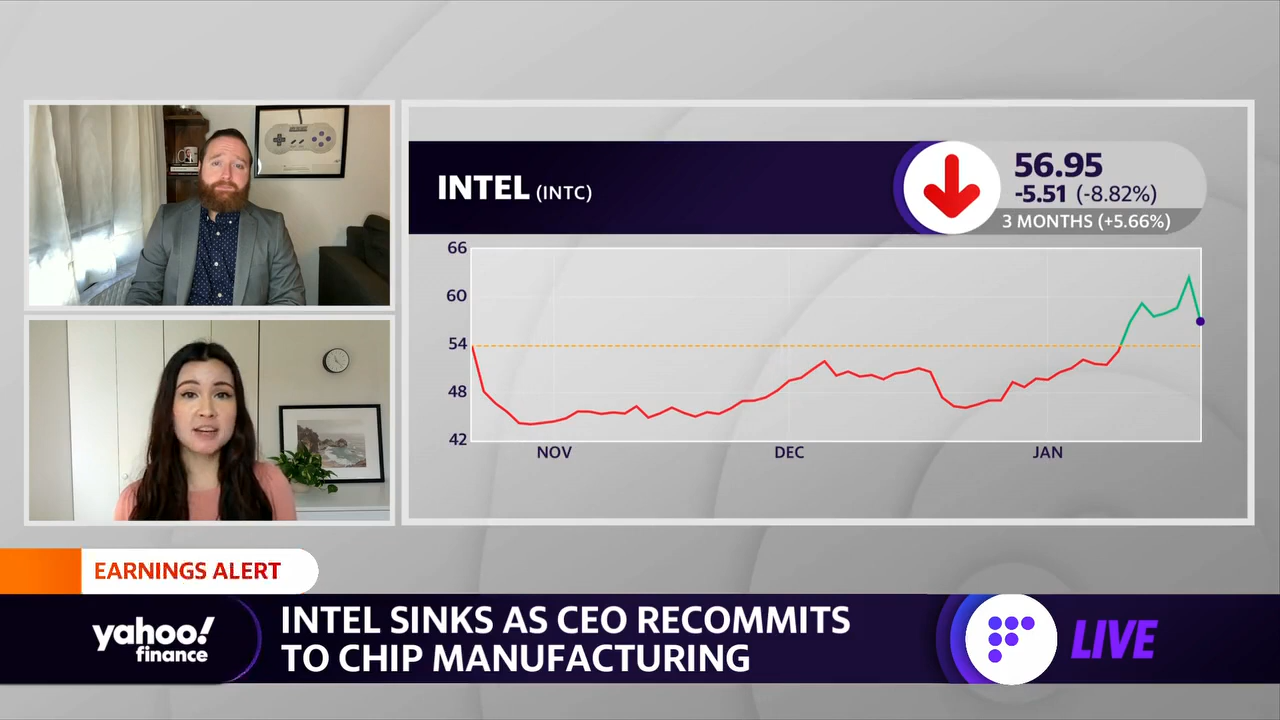 INTEL (INTC)
56.95
-5.51 (-8.82%)
3 MONTHS (+5.66%)
66
60
54
48
42
NOV
DEC
JAN
EARNINGS ALERT
yahoo!
finance
INTEL SINKS AS CEO RECOMMITS
TO CHIP MANUFACTURING
LIVE